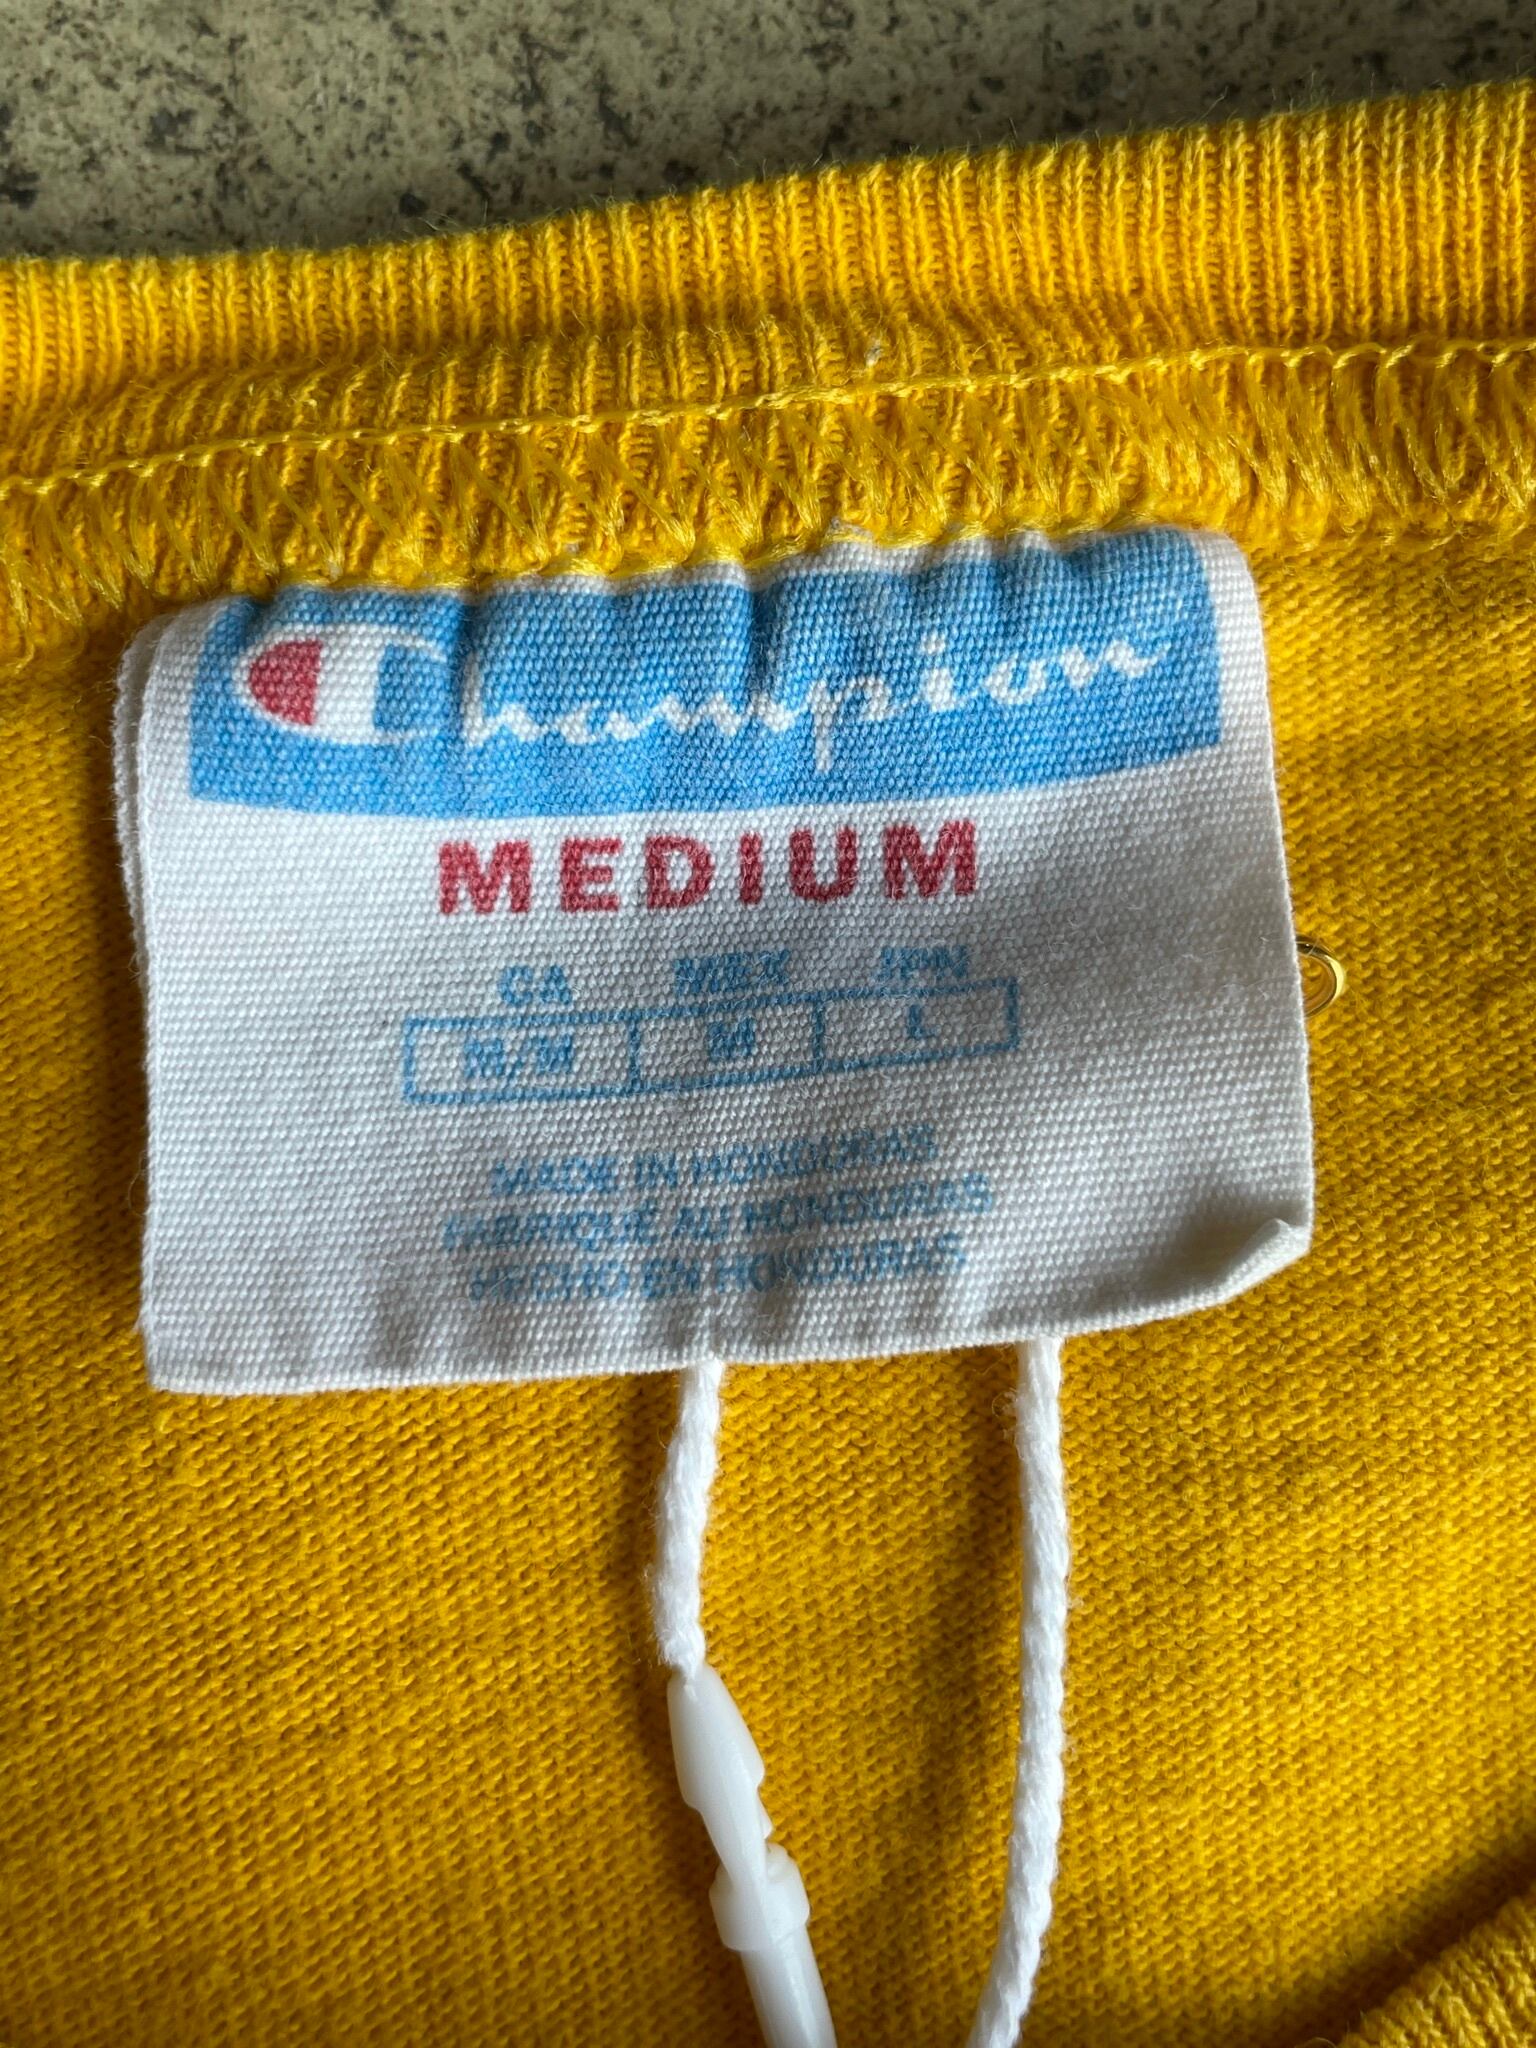 Champion
MEDIUM
CA MEX JPN
M/M M L
MADE IN HONDURAS
FABRIQUÉ AU HONDURAS
HECHO EN HONDURAS